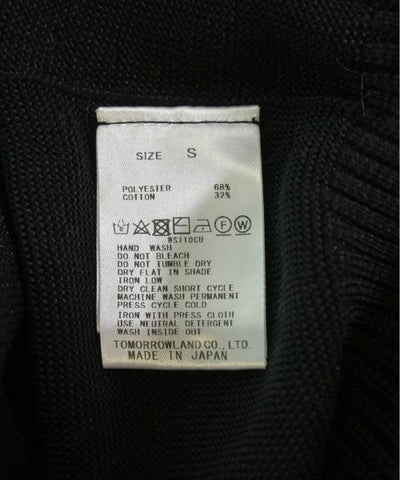 SIZE S
POLYESTER 68%
COTTON 32%
WS110GU
HAND WASH
DO NOT BLEACH
DO NOT TUMBLE DRY
DRY FLAT IN SHADE
IRON LOW
DRY CLEAN SHORT CYCLE
MACHINE WASH PERMANENT
PRESS CYCLE COLD
IRON WITH PRESS CLOTH
USE NEUTRAL DETERGENT
WASH INSIDE OUT
TOMORROWLAND CO., LTD.
MADE IN JAPAN